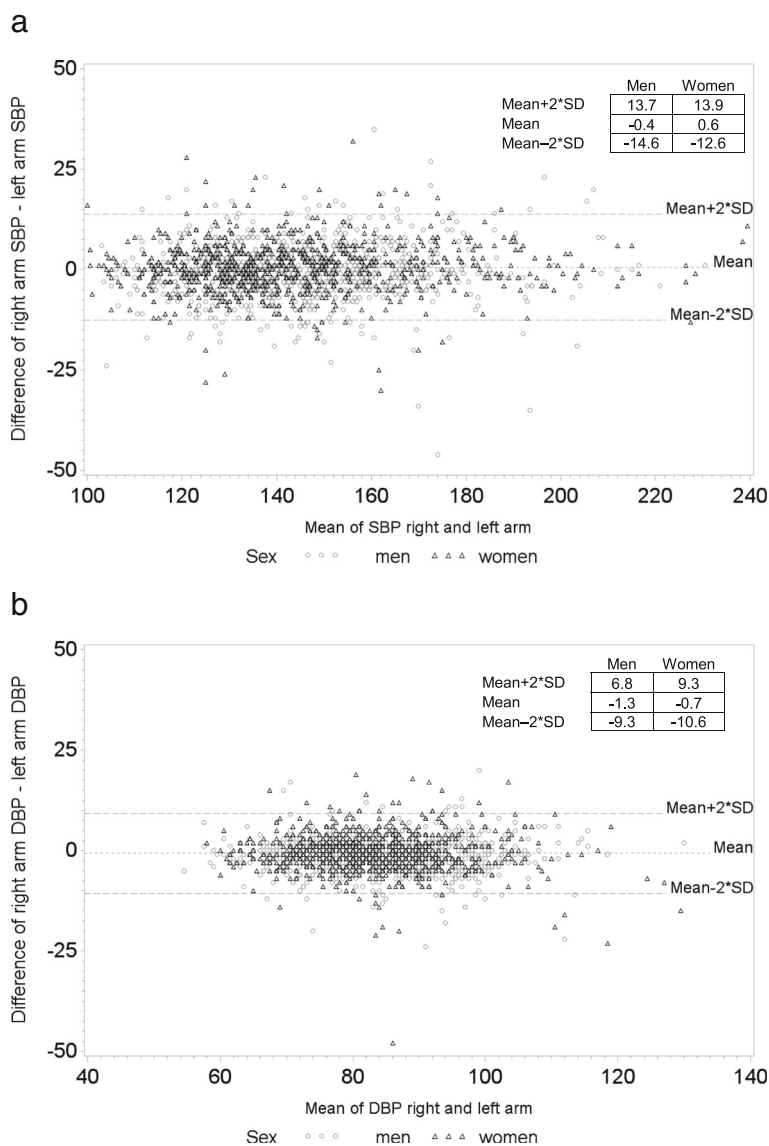 a
50
25
0
-25
-50
Difference of right arm SBP - left arm SBP
Men Women
Mean+2*SD 13.7 13.9
Mean -0.4 0.6
Mean−2*SD -14.6 -12.6
Mean+2*SD
Mean
Mean-2*SD
100 120 140 160 180 200 220 240
Mean of SBP right and left arm
Sex men women
b
50
25
0
-25
-50
Difference of right arm DBP - left arm DBP
Men Women
Mean+2*SD 6.8 9.3
Mean -1.3 -0.7
Mean−2*SD -9.3 -10.6
Mean+2*SD
Mean
Mean-2*SD
40 60 80 100 120 140
Mean of DBP right and left arm
Sex men women